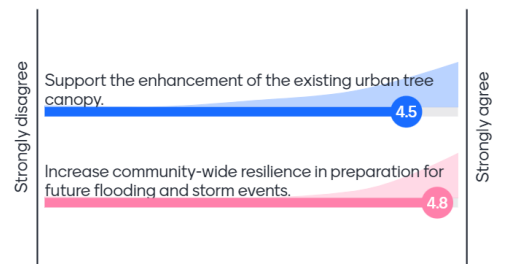 Strongly disagree
Support the enhancement of the existing urban tree
canopy.
4.5
Increase community-wide resilience in preparation for
future flooding and storm events.
4.8
Strongly agree